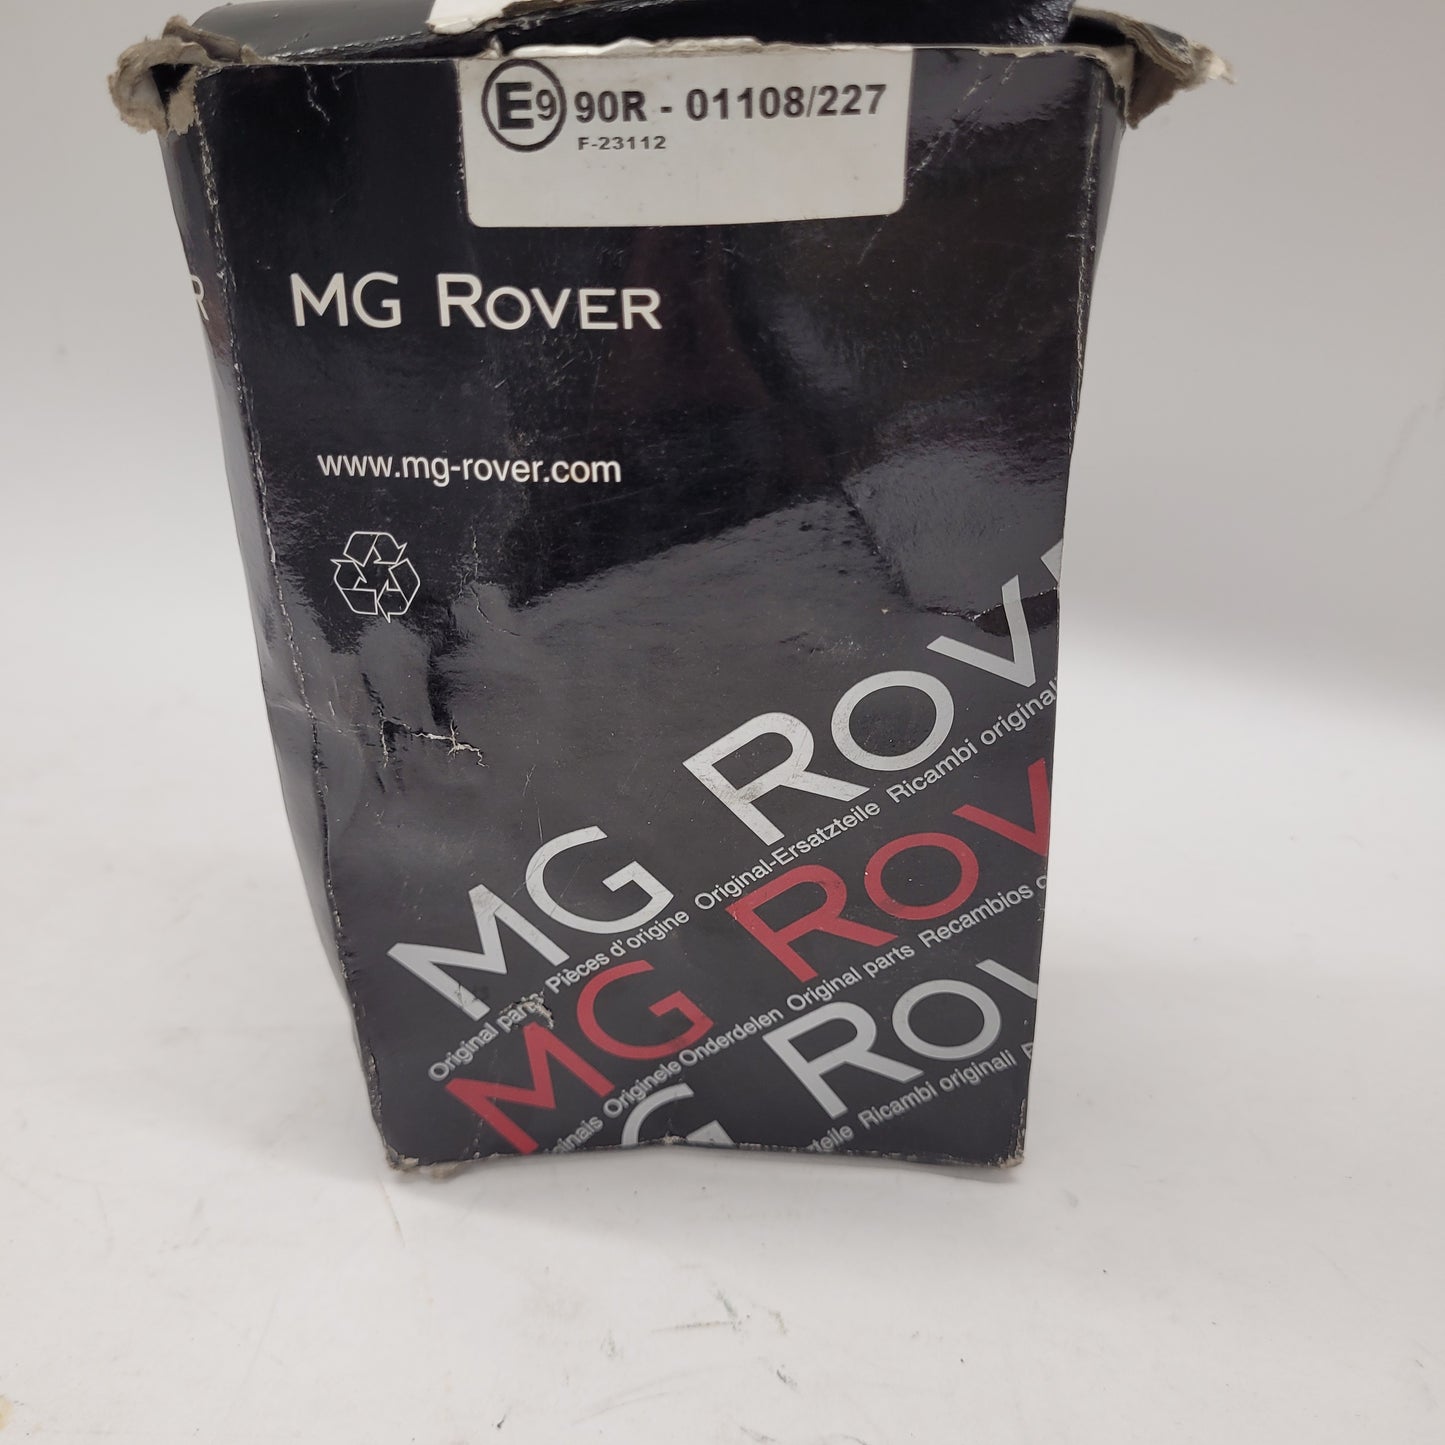 E9 90R - 01108/227
F-23112
R
MG ROVER
www.mg-rover.com
MG ROV
Original parts Pièces d'origine Original-Ersatzteile Ricambi originali
MG ROV
Originele Onderdelen Original parts Recambios
G ROV
Ricambi originali